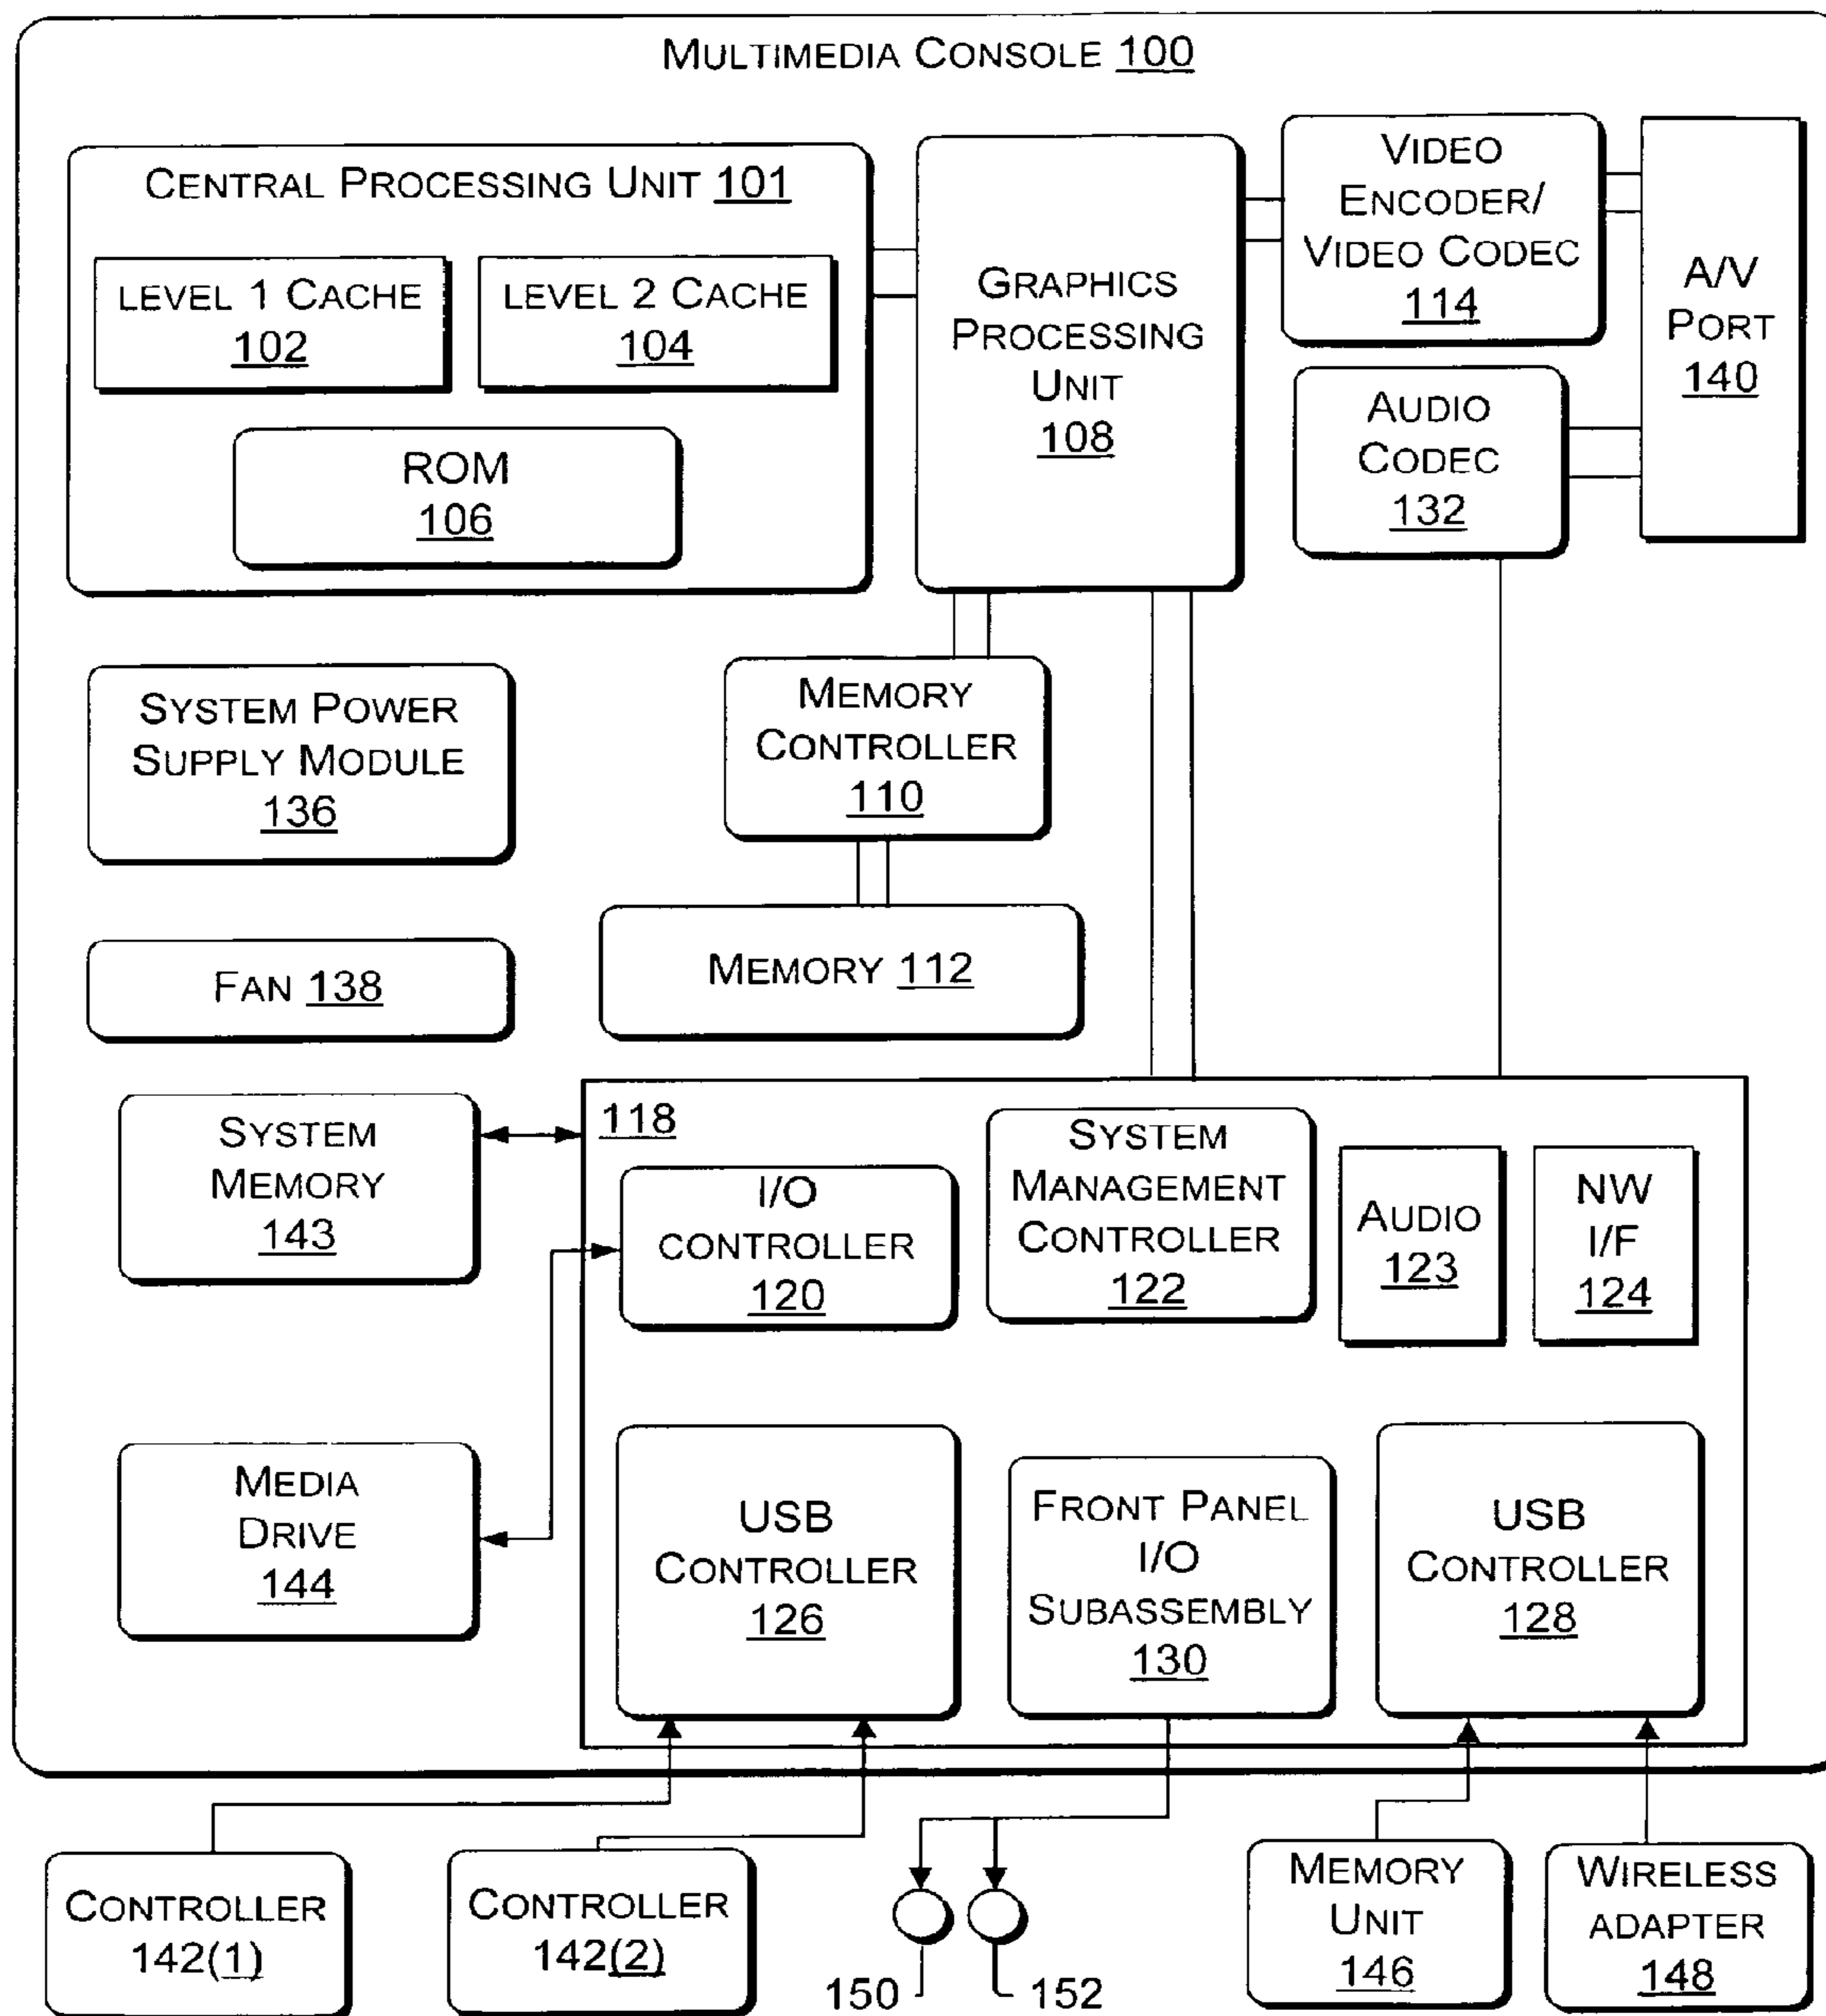 MULTIMEDIA CONSOLE 100
CENTRAL PROCESSING UNIT 101
LEVEL 1 CACHE
102
LEVEL 2 CACHE
104
ROM
106
GRAPHICS
PROCESSING
UNIT
108
VIDEO
ENCODER/
VIDEO CODEC
114
A/V
PORT
140
AUDIO
CODEC
132
SYSTEM POWER
SUPPLY MODULE
136
MEMORY
CONTROLLER
110
FAN 138
MEMORY 112
SYSTEM
MEMORY
143
118
I/O
CONTROLLER
120
SYSTEM
MANAGEMENT
CONTROLLER
122
AUDIO
123
NW
I/F
124
MEDIA
DRIVE
144
USB
CONTROLLER
126
FRONT PANEL
I/O
SUBASSEMBLY
130
USB
CONTROLLER
128
CONTROLLER
142(1)
CONTROLLER
142(2)
150
152
MEMORY
UNIT
146
WIRELESS
ADAPTER
148